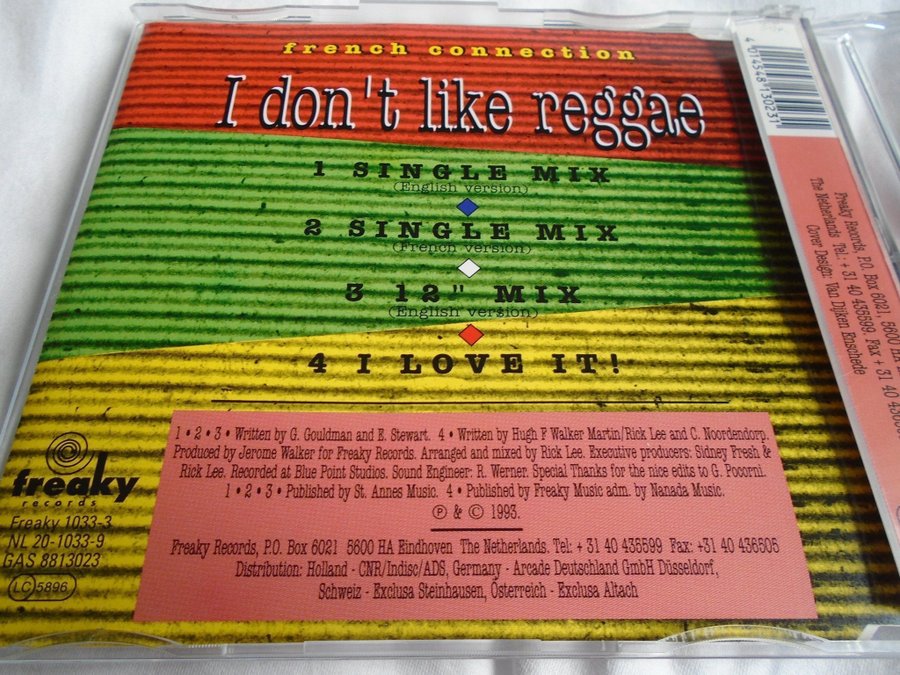 french connection
I don't like reggae
1 SINGLE MIX
(English version)
2 SINGLE MIX
(French version)
3 12" MIX
(English version)
4 I LOVE IT!
1 • 2 • 3 • Written by G. Gouldman and E. Stewart. 4 • Written by Hugh F Walker Martin/Rick Lee and C. Noordendorp.
Produced by Jerome Walker for Freaky Records. Arranged and mixed by Rick Lee. Executive producers: Sidney Fresh &
Rick Lee. Recorded at Blue Point Studios. Sound Engineer: R. Werner. Special Thanks for the nice edits to G. Pocorni.
1 • 2 • 3 • Published by St. Annes Music. 4 • Published by Freaky Music adm. by Nanada Music.
Ⓟ & © 1993.
Freaky Records, P.O. Box 6021 5600 HA Eindhoven The Netherlands. Tel: + 31 40 435599 Fax: +31 40 436505
Distribution: Holland - CNR/Indisc/ADS, Germany - Arcade Deutschland GmbH Düsseldorf,
Schweiz - Exclusa Steinhausen, Österreich - Exclusa Altach
freaky
records
Freaky 1033-3
NL 20-1033-9
GAS 8813023
LC 5896
Freaky Records, P.O. Box 6021, 5600 HA
The Netherlands Tel: + 31 40 435599. Fax + 31 40
Cover Design: Van Dijken Enschede